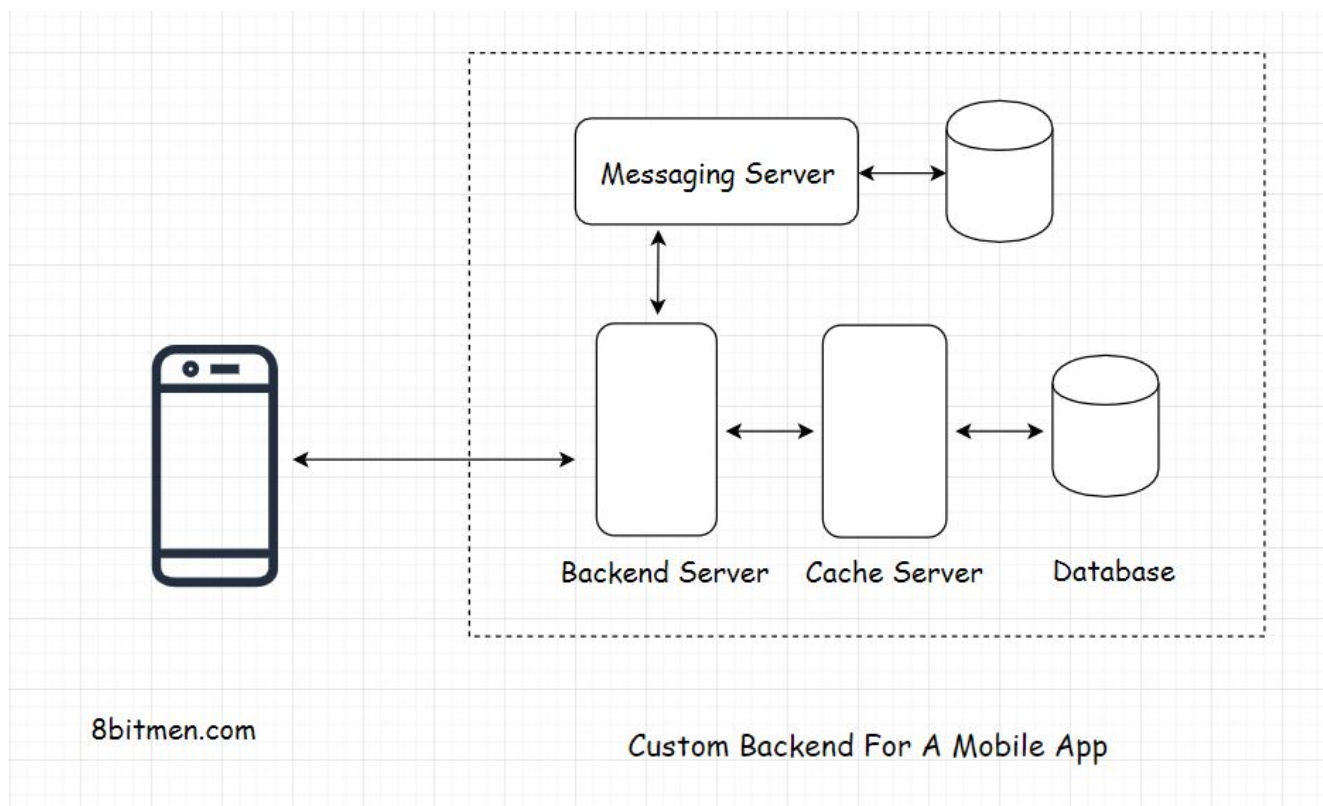 Messaging Server
Backend Server
Cache Server
Database
8bitmen.com
Custom Backend For A Mobile App